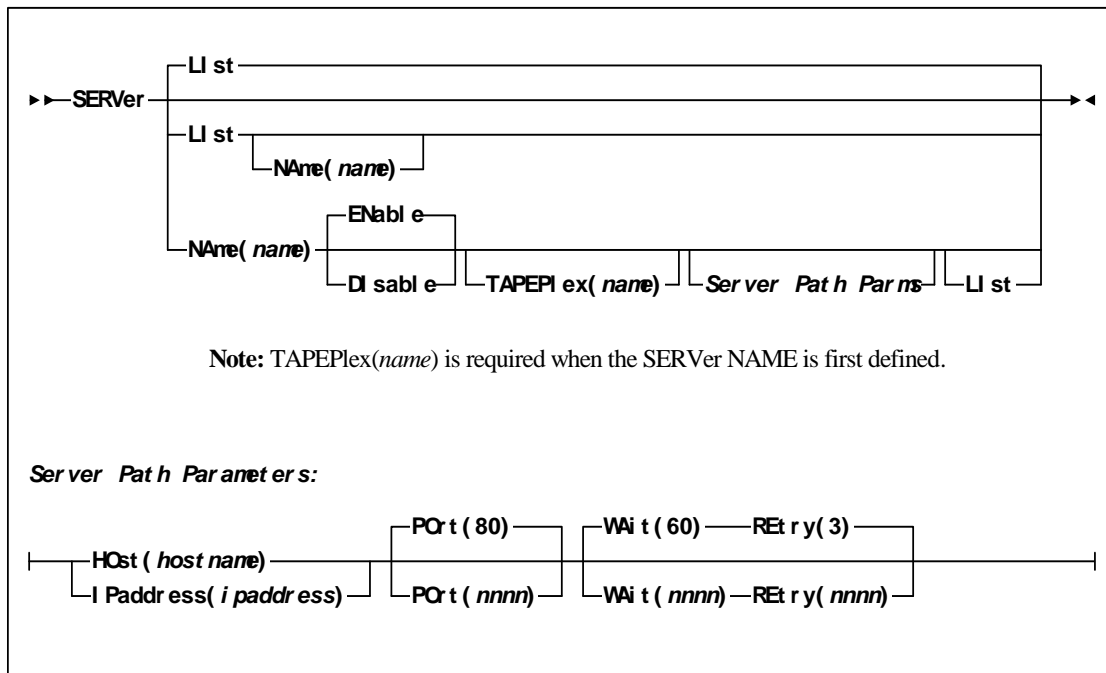 LIst
SERVer
LIst
NAme(name)
ENable
NAme(name)
DIsable TAPEPlex(name) Server Path Parms LIst
Note: TAPEPlex(name) is required when the SERVer NAME is first defined.
Server Path Parameters:
POrt(80) WAit(60) REtry(3)
HOst(hostname)
IPaddress(ipaddress) POrt(nnnn) WAit(nnnn) REtry(nnnn)